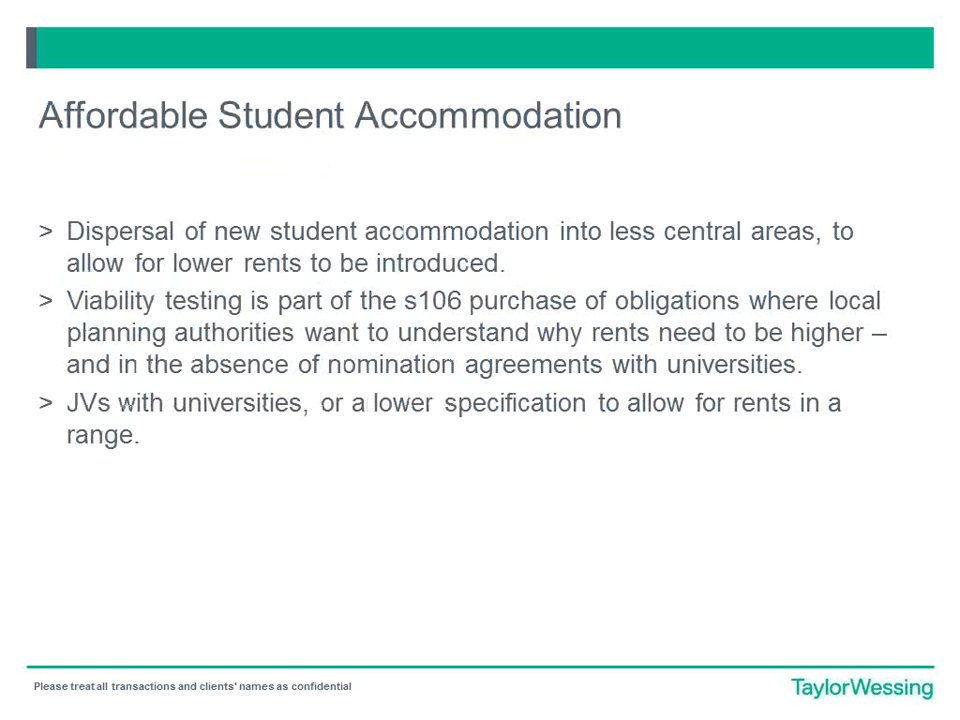 Affordable Student Accommodation
> Dispersal of new student accommodation into less central areas, to
allow for lower rents to be introduced.
> Viability testing is part of the s106 purchase of obligations where local
planning authorities want to understand why rents need to be higher –
and in the absence of nomination agreements with universities.
> JVs with universities, or a lower specification to allow for rents in a
range.
Please treat all transactions and clients' names as confidential
TaylorWessing